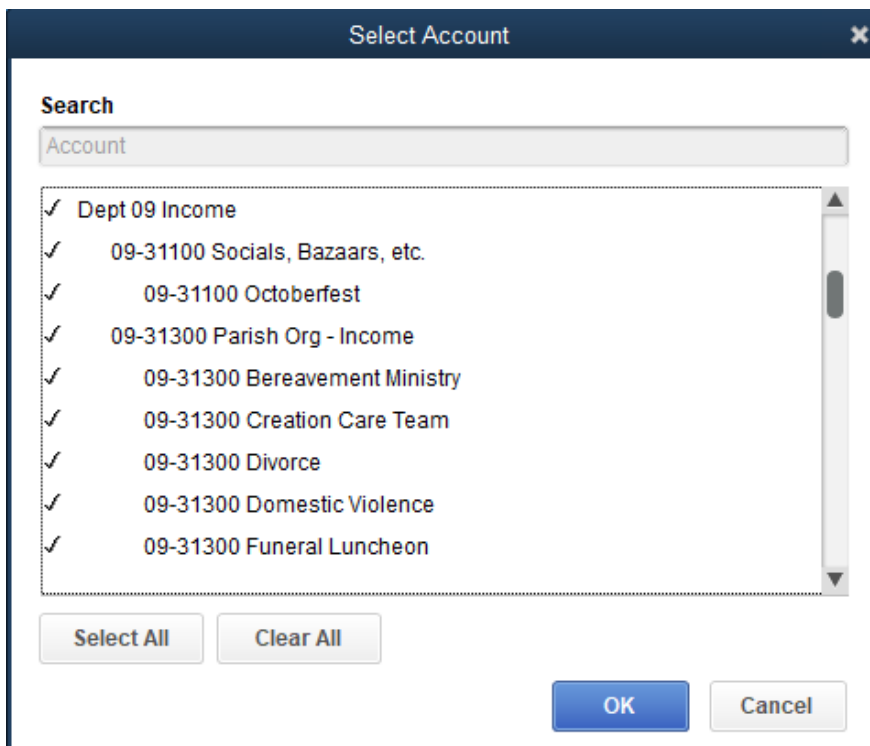 Select Account
Search
Account
Dept 09 Income
09-31100 Socials, Bazaars, etc.
09-31100 Octoberfest
09-31300 Parish Org - Income
09-31300 Bereavement Ministry
09-31300 Creation Care Team
09-31300 Divorce
09-31300 Domestic Violence
09-31300 Funeral Luncheon
Select All Clear All
OK Cancel